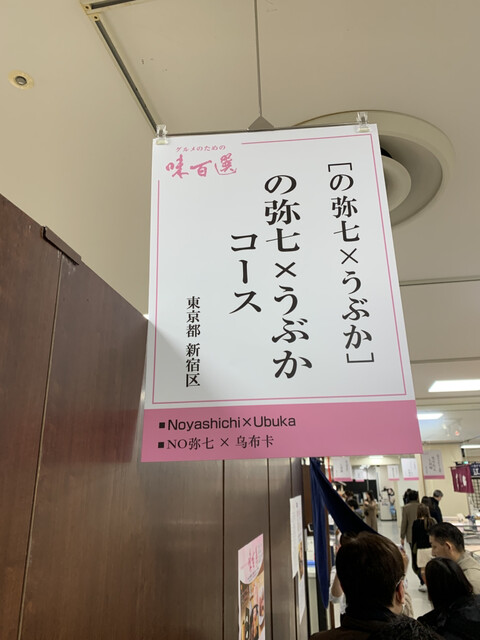 グルメのための
味百選
[の弥七×うぶか]
の弥七×うぶか
コース
東京都 新宿区
■Noyashichi×Ubuka
■NO弥七 × 乌布卡